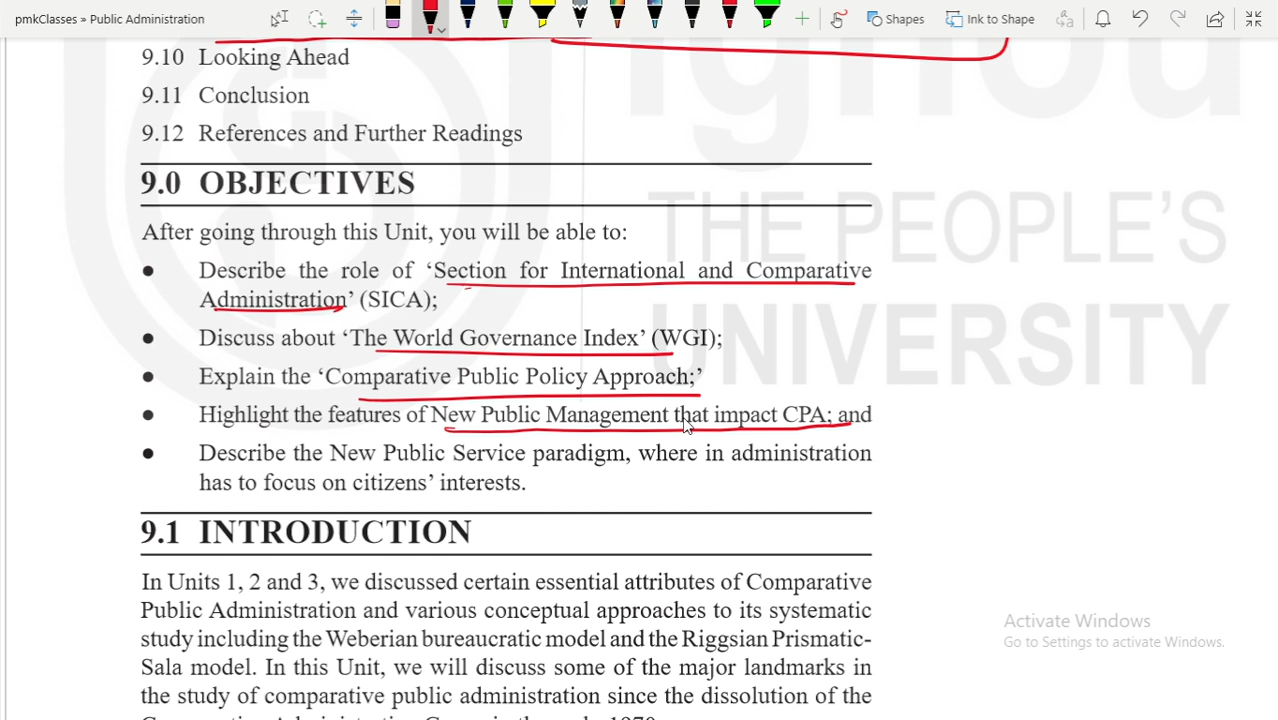 pmkClasses » Public Administration
Shapes
Ink to Shape
ignou
9.10 Looking Ahead
9.11 Conclusion
9.12 References and Further Readings
9.0 OBJECTIVES
THE PEOPLE'S
UNIVERSITY
After going through this Unit, you will be able to:
● Describe the role of ‘Section for International and Comparative
Administration’ (SICA);
● Discuss about ‘The World Governance Index’ (WGI);
● Explain the ‘Comparative Public Policy Approach;’
● Highlight the features of New Public Management that impact CPA; and
● Describe the New Public Service paradigm, where in administration
has to focus on citizens’ interests.
9.1 INTRODUCTION
In Units 1, 2 and 3, we discussed certain essential attributes of Comparative
Public Administration and various conceptual approaches to its systematic
study including the Weberian bureaucratic model and the Riggsian Prismatic-
Sala model. In this Unit, we will discuss some of the major landmarks in
the study of comparative public administration since the dissolution of the
Activate Windows
Go to Settings to activate Windows.